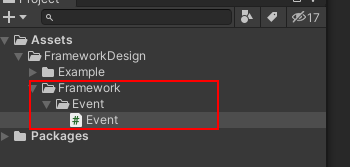 Project
17
Assets
FrameworkDesign
Example
Framework
Event
# Event
Packages